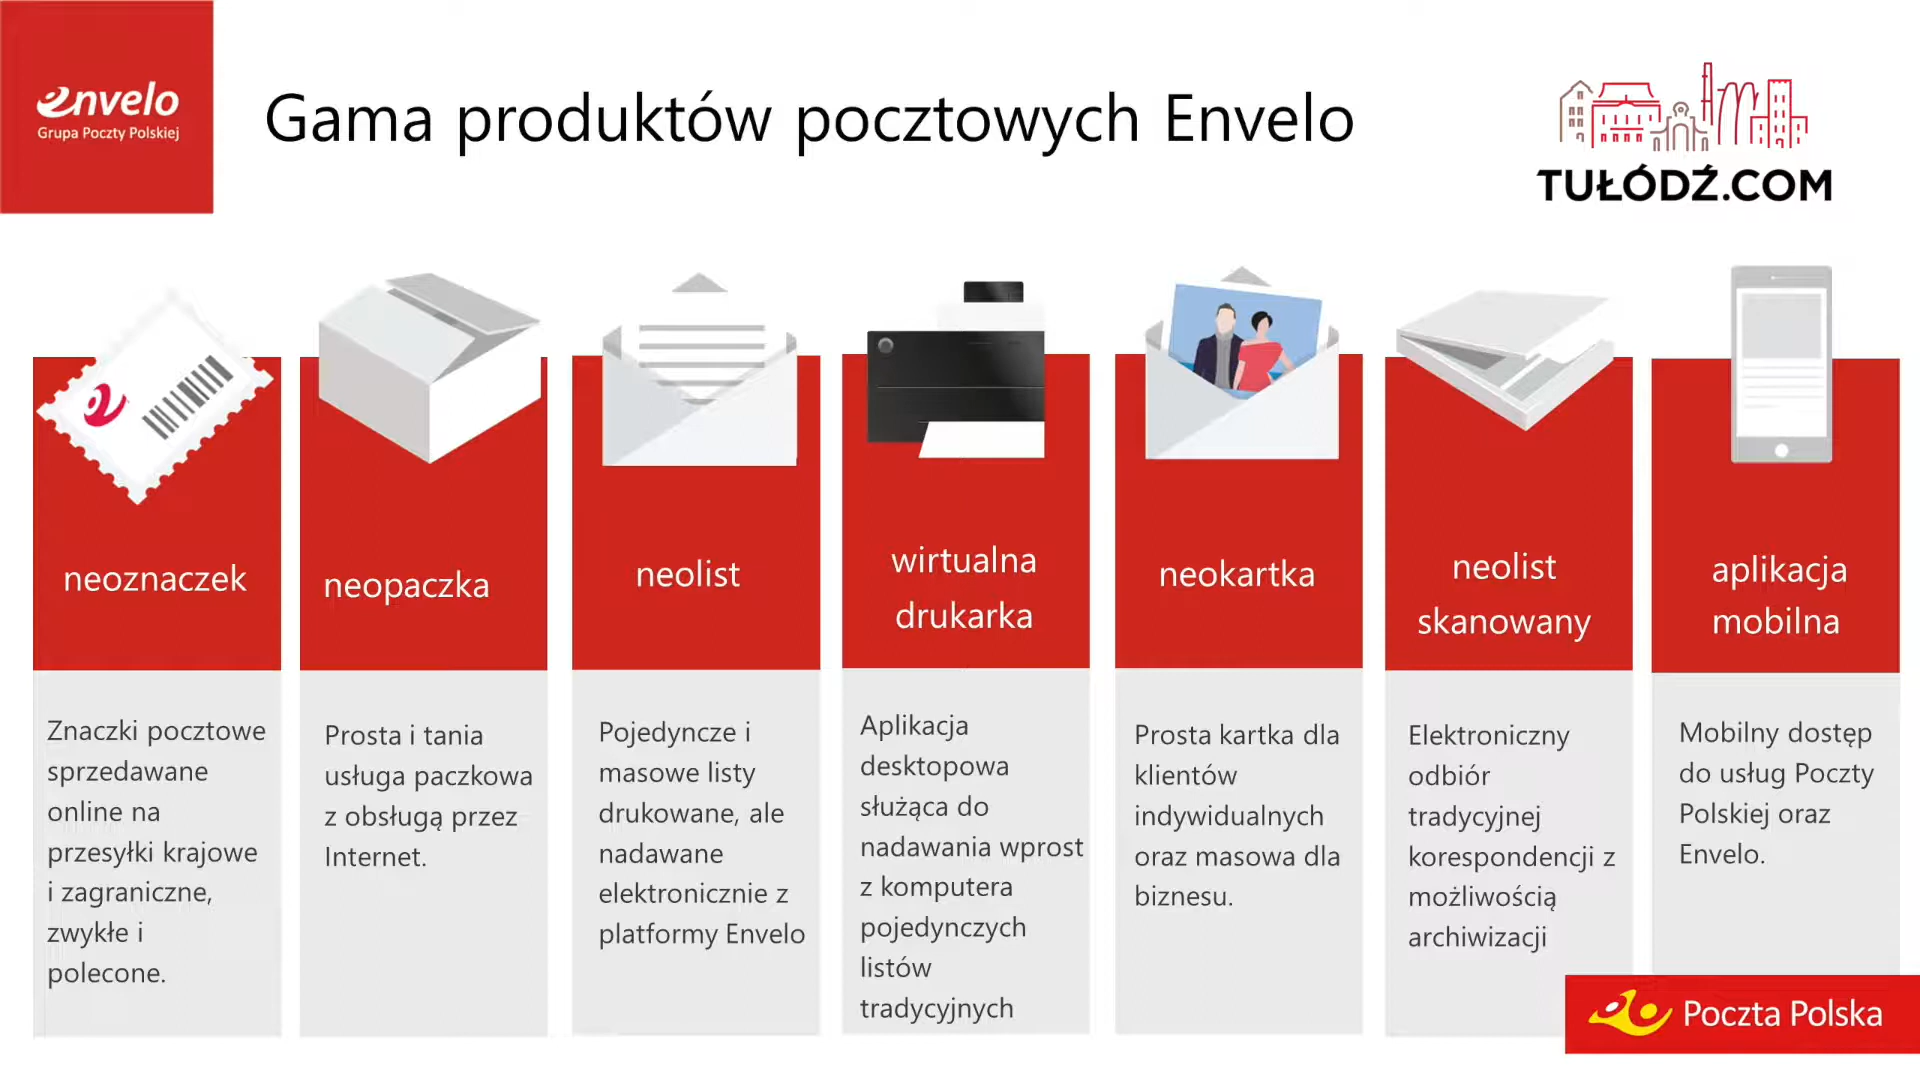 envelo
Grupa Poczty Polskiej
Gama produktów pocztowych Envelo
TUŁÓDŹ.COM
neoznaczek
Znaczki pocztowe
sprzedawane
online na
przesyłki krajowe
i zagraniczne,
zwykłe i
polecone.
neopaczka
Prosta i tania
usługa paczkowa
z obsługą przez
Internet.
neolist
Pojedyncze i
masowe listy
drukowane, ale
nadawane
elektronicznie z
platformy Envelo
wirtualna
drukarka
Aplikacja
desktopowa
służąca do
nadawania wprost
z komputera
pojedynczych
listów
tradycyjnych
neokartka
Prosta kartka dla
klientów
indywidualnych
oraz masowa dla
biznesu.
neolist
skanowany
Elektroniczny
odbiór
tradycyjnej
korespondencji z
możliwością
archiwizacji
aplikacja
mobilna
Mobilny dostęp
do usług Poczty
Polskiej oraz
Envelo.
Poczta Polska